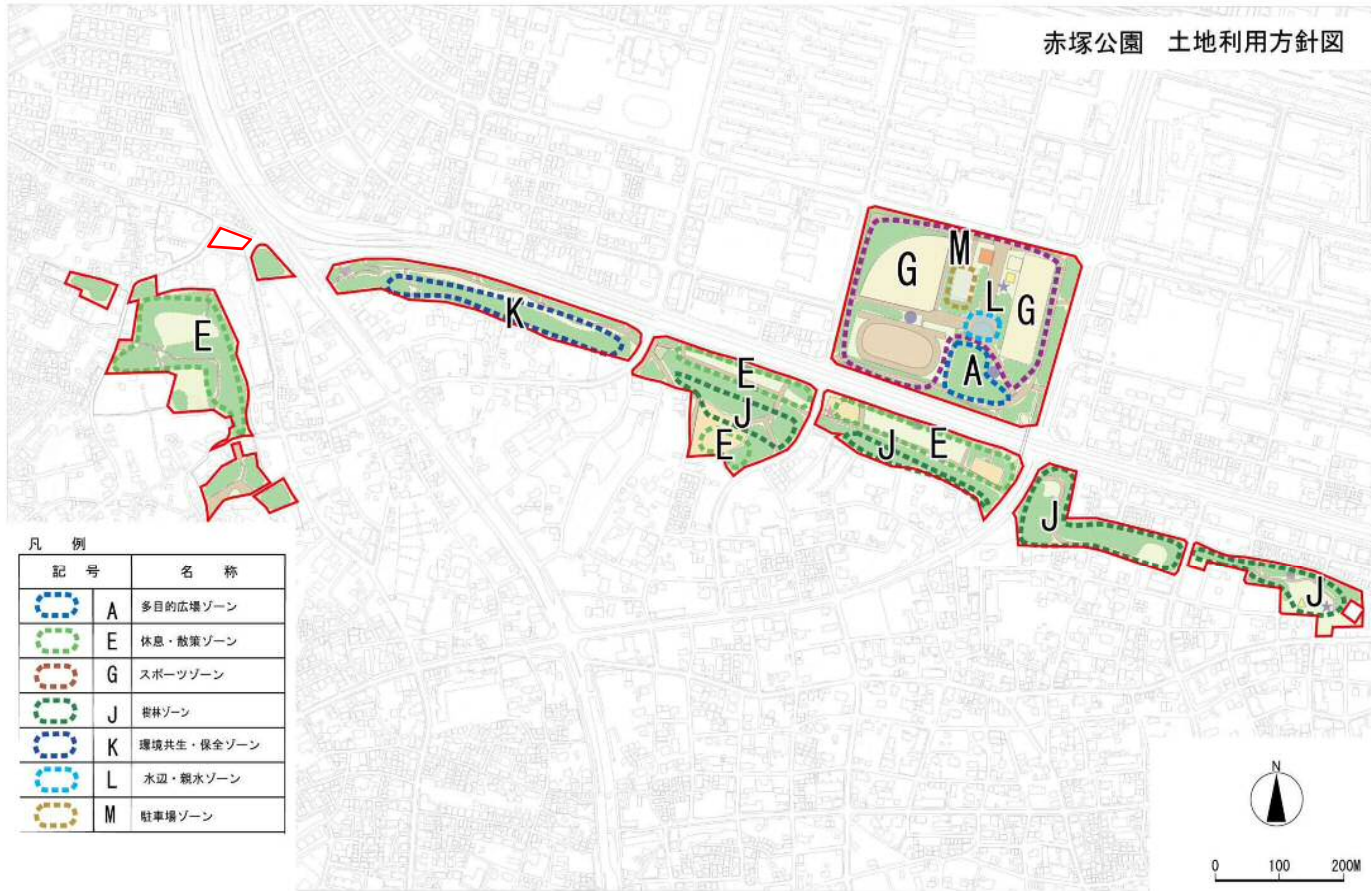 赤塚公園 土地利用方針図
M
G
L
G
E
K
A
E
J
E
J
E
J
J
凡 例
記 号 名 称
A 多目的広場ゾーン
E 休息・散策ゾーン
G スポーツゾーン
J 樹林ゾーン
K 環境共生・保全ゾーン
L 水辺・親水ゾーン
M 駐車場ゾーン
N
0 100 200M